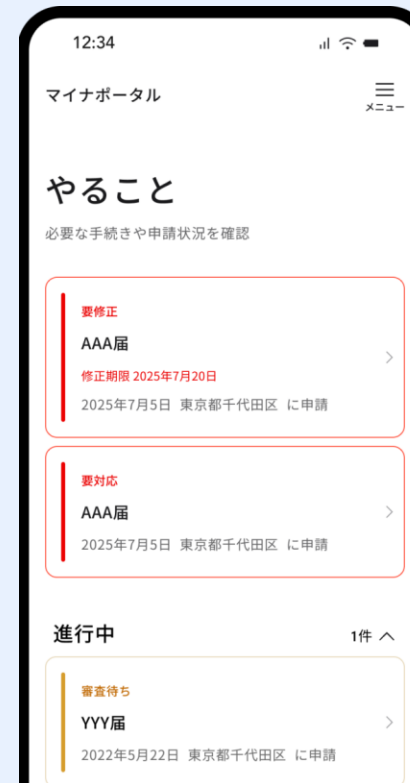 12:34
マイナポータル
メニュー
やること
必要な手続きや申請状況を確認
要修正
AAA届
修正期限 2025年7月20日
2025年7月5日 東京都千代田区 に申請
要対応
AAA届
2025年7月5日 東京都千代田区 に申請
進行中 1件
審査待ち
YYY届
2022年5月22日 東京都千代田区 に申請